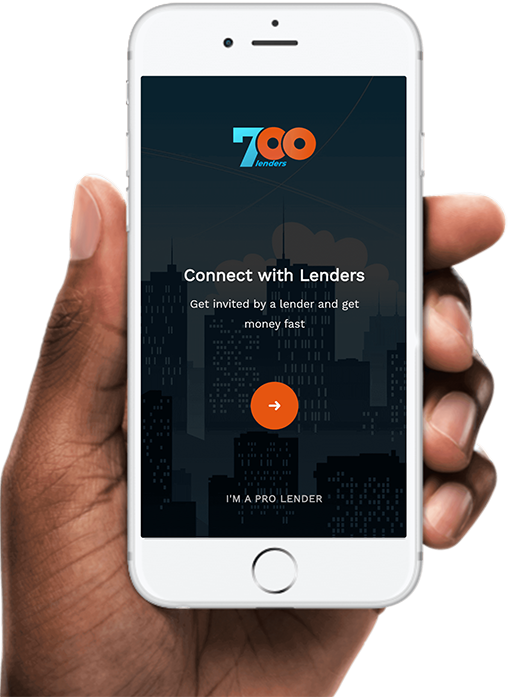 700
lenders
Connect with Lenders
Get invited by a lender and get
money fast
I'M A PRO LENDER